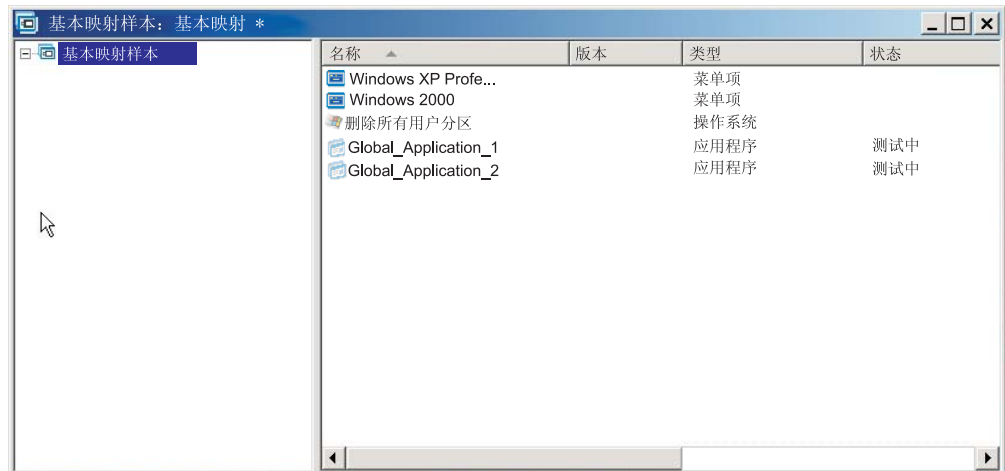 基本映射样本：基本映射 *
基本映射样本
名称 版本 类型 状态
Windows XP Profe... 菜单项
Windows 2000 菜单项
删除所有用户分区 操作系统
Global_Application_1 应用程序 测试中
Global_Application_2 应用程序 测试中